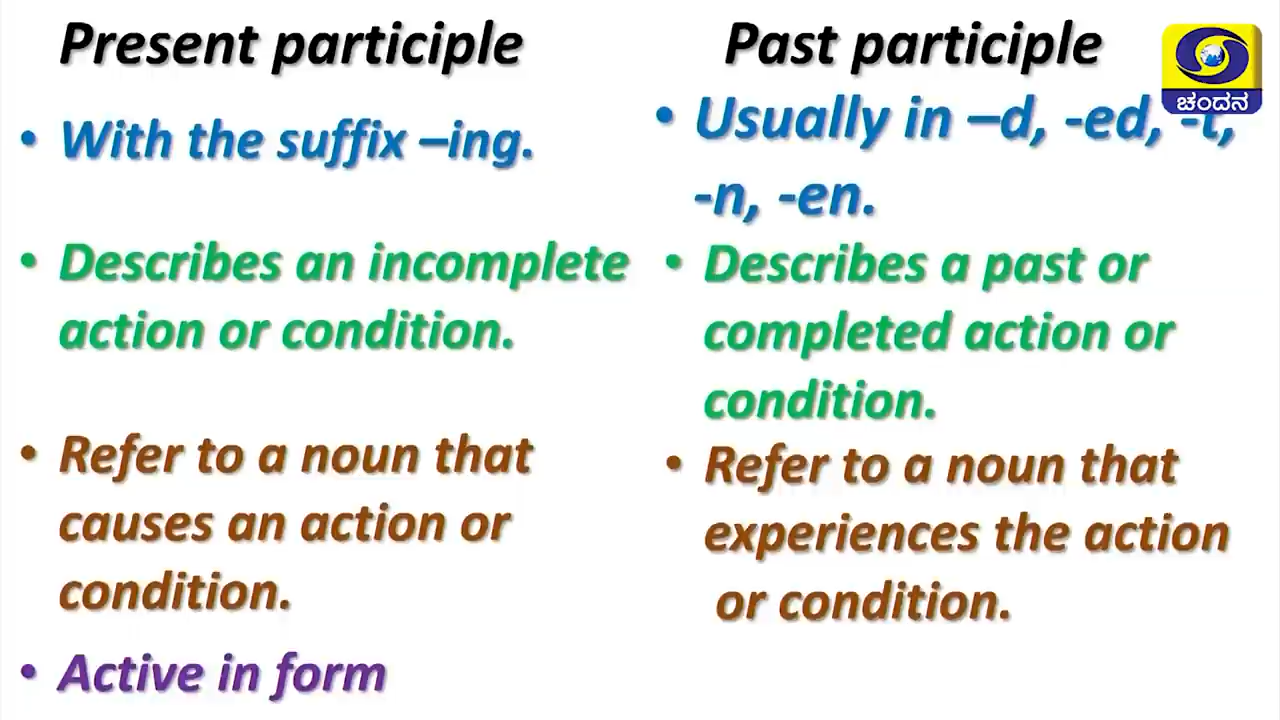 Present participle
• With the suffix –ing.
• Describes an incomplete
action or condition.
• Refer to a noun that
causes an action or
condition.
• Active in form
Past participle
• Usually in –d, -ed, -t,
-n, -en.
• Describes a past or
completed action or
condition.
• Refer to a noun that
experiences the action
or condition.
ಚಂದನ